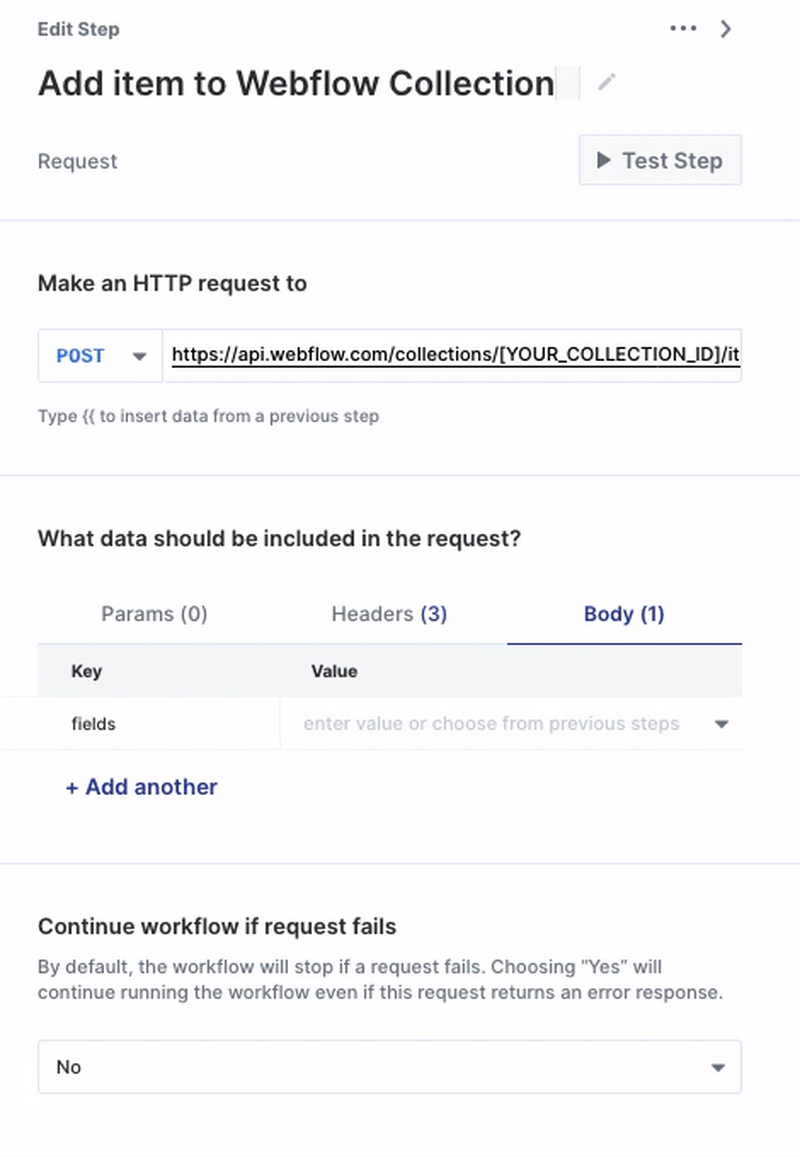 Edit Step
Add item to Webflow Collection
Request
Test Step
Make an HTTP request to
POST
https://api.webflow.com/collections/[YOUR_COLLECTION_ID]/it
Type {{ to insert data from a previous step
What data should be included in the request?
Params (0) Headers (3) Body (1)
Key Value
fields enter value or choose from previous steps
+ Add another
Continue workflow if request fails
By default, the workflow will stop if a request fails. Choosing "Yes" will
continue running the workflow even if this request returns an error response.
No